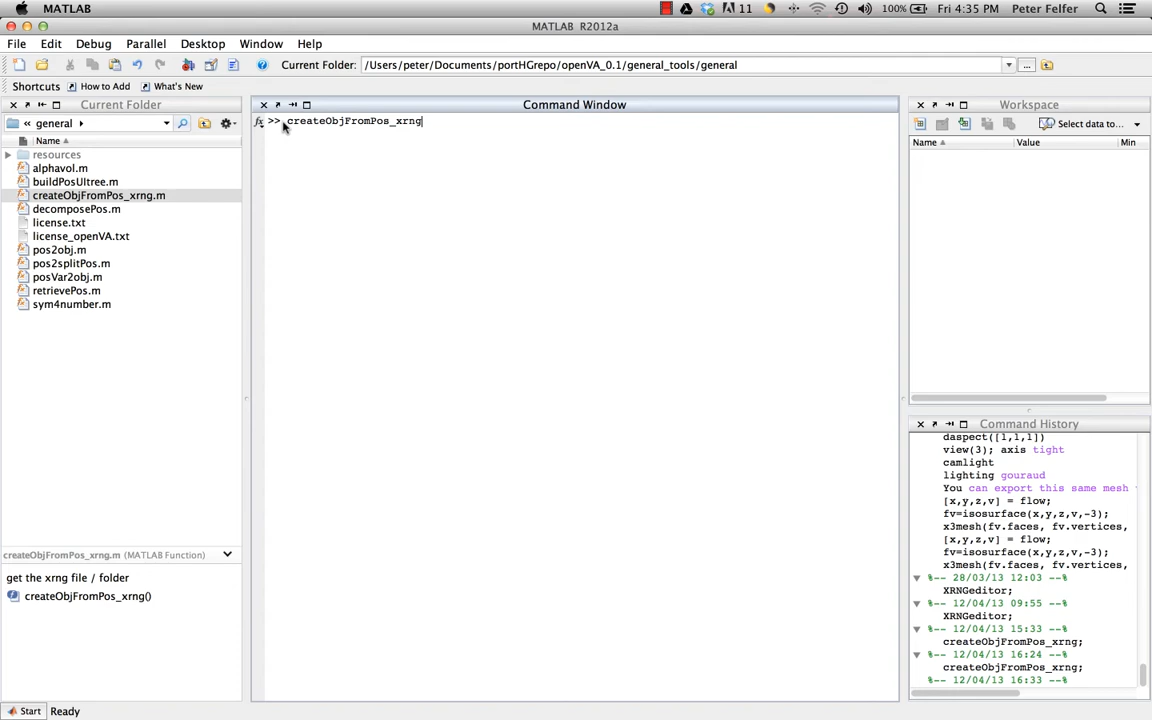 MATLAB
11
100%
Fri 4:35 PM
Peter Felfer
MATLAB R2012a
File Edit Debug Parallel Desktop Window Help
Current Folder: /Users/peter/Documents/portHGrepo/openVA_0.1/general_tools/general
...
Shortcuts How to Add What's New
Current Folder
« general
Name
resources
alphavol.m
buildPosUItree.m
createObjFromPos_xrng.m
decomposePos.m
license.txt
license_openVA.txt
pos2obj.m
pos2splitPos.m
posVar2obj.m
retrievePos.m
sym4number.m
createObjFromPos_xrng.m (MATLAB Function)
get the xrng file / folder
createObjFromPos_xrng()
Command Window
fx >> createObjFromPos_xrng
Workspace
Select data to...
Name Value Min
Command History
daspect([1,1,1])
view(3); axis tight
camlight
lighting gouraud
You can export this same mesh
[x,y,z,v] = flow;
fv=isosurface(x,y,z,v,-3);
x3mesh(fv.faces, fv.vertices,
[x,y,z,v] = flow;
fv=isosurface(x,y,z,v,-3);
x3mesh(fv.faces, fv.vertices,
%-- 28/03/13 12:03 --%
XRNGeditor;
%-- 12/04/13 09:55 --%
XRNGeditor;
%-- 12/04/13 15:33 --%
createObjFromPos_xrng;
%-- 12/04/13 16:24 --%
createObjFromPos_xrng;
%-- 12/04/13 16:33 --%
Start Ready